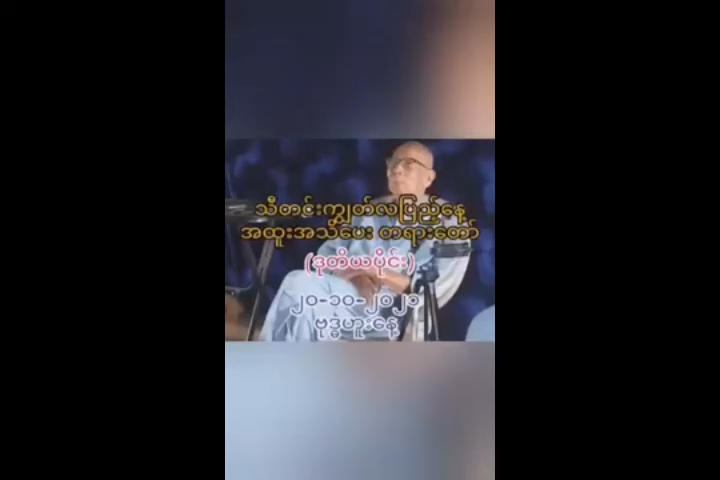 သီတင်းကျွတ်လပြည့်နေ့
အထူးအသိပေး တရားတော်
(ဒုတိယပိုင်း)
၂၀-၁၀-၂၀၂၀
ဗုဒ္ဓဟူးနေ့